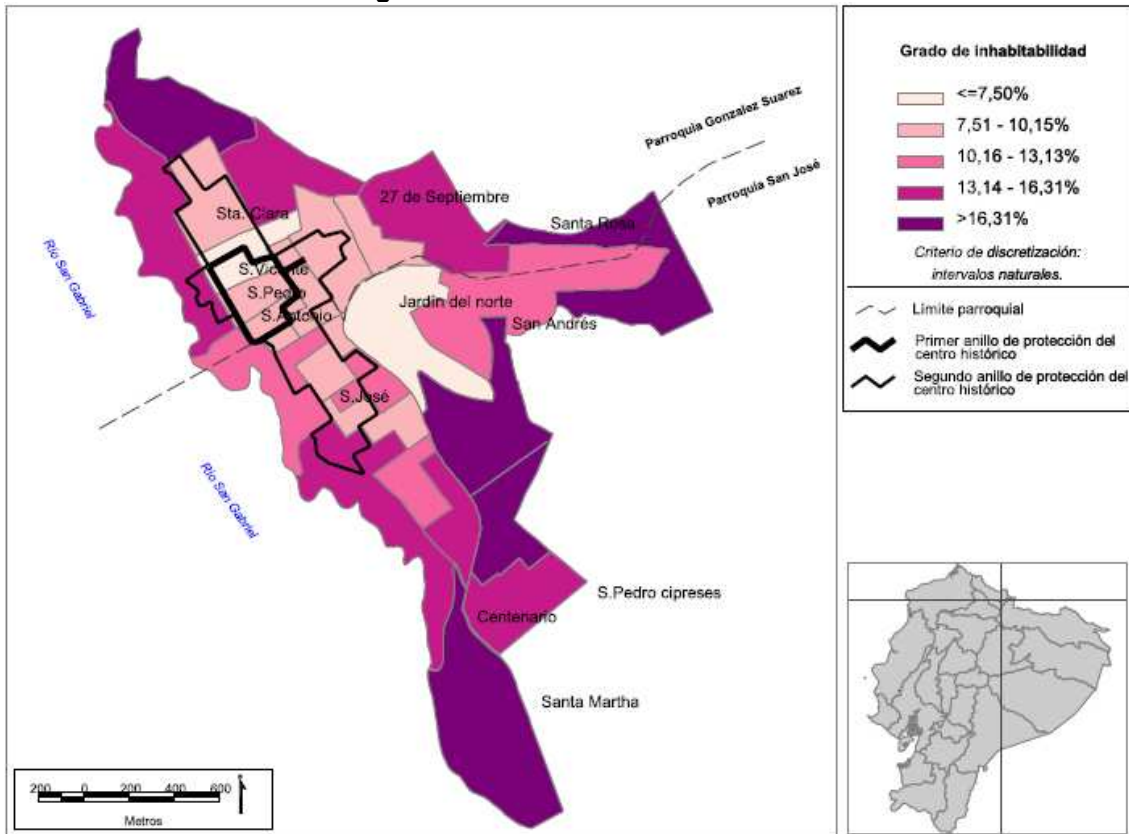 Parroquia Gonzalez Suarez
Parroquia San José
27 de Septiembre
Santa Rosa
Sta. Clara
Río San Gabriel
S.Vicente
S.Pedro
S.Antonio
Jardin del norte
San Andrés
S.José
Río San Gabriel
S.Pedro cipreses
Centenario
Santa Martha
200 0 200 400 600
Metros
Grado de inhabitabilidad
<=7,50%
7,51 - 10,15%
10,16 - 13,13%
13,14 - 16,31%
>16,31%
Criterio de discretización:
intervalos naturales.
Límite parroquial
Primer anillo de protección del
centro histórico
Segundo anillo de protección del
centro histórico